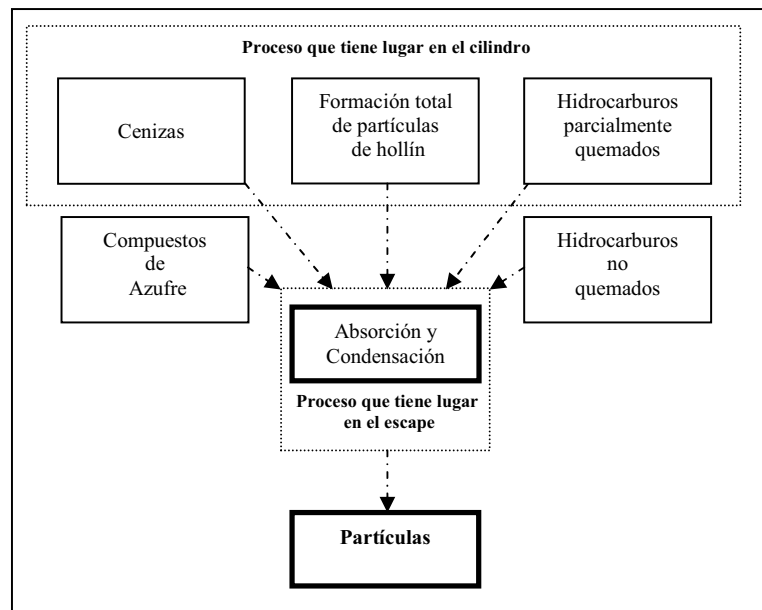 Proceso que tiene lugar en el cilindro
Cenizas
Formación total
de partículas
de hollín
Hidrocarburos
parcialmente
quemados
Compuestos
de
Azufre
Hidrocarburos
no
quemados
Absorción y
Condensación
Proceso que tiene lugar
en el escape
Partículas